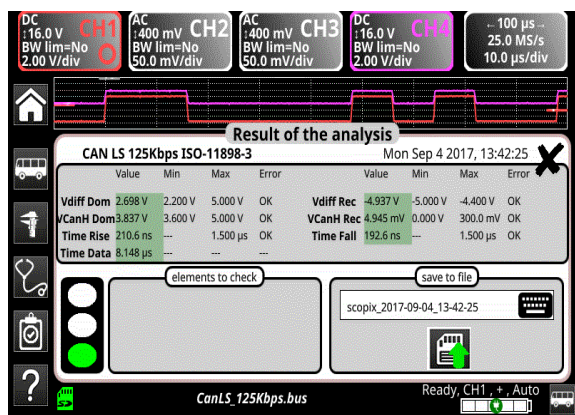 DC
↕16.0 V CH1
BW lim=No
2.00 V/div
AC
↕400 mV CH2
BW lim=No
50.0 mV/div
AC
↕400 mV CH3
BW lim=No
50.0 mV/div
DC
↕16.0 V CH4
BW lim=No
2.00 V/div
←100 µs→
25.0 MS/s
10.0 µs/div
Result of the analysis
CAN LS 125Kbps ISO-11898-3 Mon Sep 4 2017, 13:42:25
Value Min Max Error Value Min Max Error
Vdiff Dom 2.698 V 2.200 V 5.000 V OK Vdiff Rec -4.937 V -5.000 V -4.400 V OK
VCanH Dom 3.837 V 3.600 V 5.000 V OK VCanH Rec 4.945 mV 0.000 V 300.0 mV OK
Time Rise 210.6 ns --- 1.500 µs OK Time Fall 192.6 ns --- 1.500 µs OK
Time Data 8.148 µs --- --- ---
elements to check
save to file
scopix_2017-09-04_13-42-25
CanLS_125Kbps.bus
Ready, CH1 , + , Auto